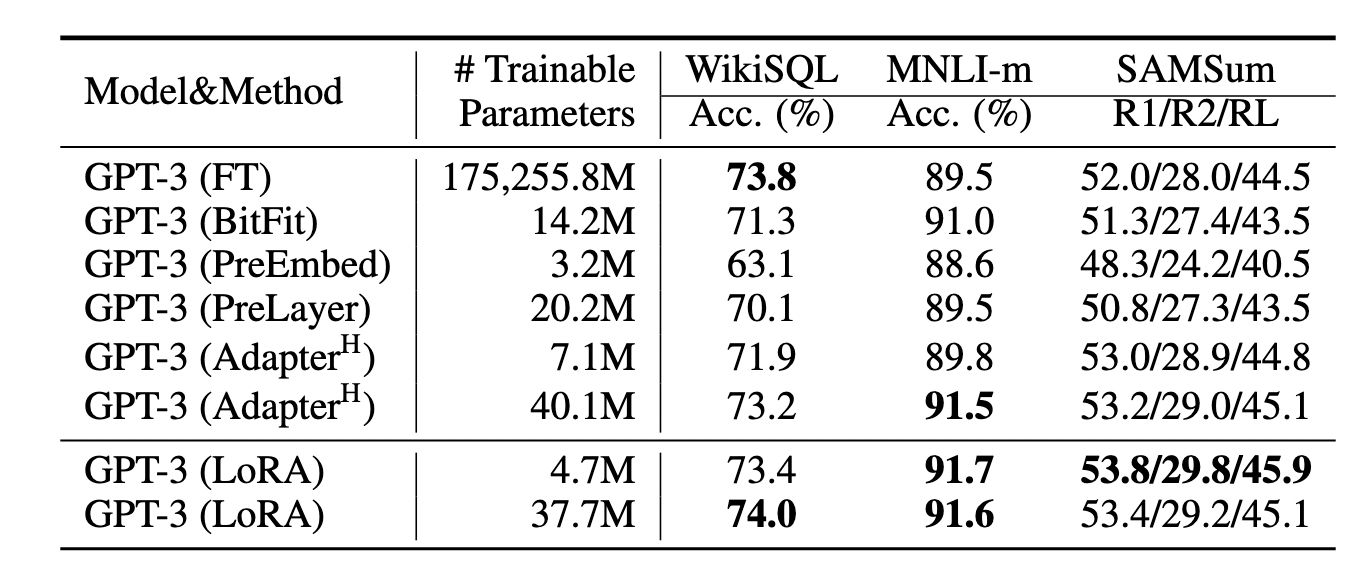 Model&Method # Trainable Parameters WikiSQL MNLI-m SAMSum
Acc. (%) Acc. (%) R1/R2/RL
GPT-3 (FT) 175,255.8M 73.8 89.5 52.0/28.0/44.5
GPT-3 (BitFit) 14.2M 71.3 91.0 51.3/27.4/43.5
GPT-3 (PreEmbed) 3.2M 63.1 88.6 48.3/24.2/40.5
GPT-3 (PreLayer) 20.2M 70.1 89.5 50.8/27.3/43.5
GPT-3 (Adapterᴴ) 7.1M 71.9 89.8 53.0/28.9/44.8
GPT-3 (Adapterᴴ) 40.1M 73.2 91.5 53.2/29.0/45.1
GPT-3 (LoRA) 4.7M 73.4 91.7 53.8/29.8/45.9
GPT-3 (LoRA) 37.7M 74.0 91.6 53.4/29.2/45.1